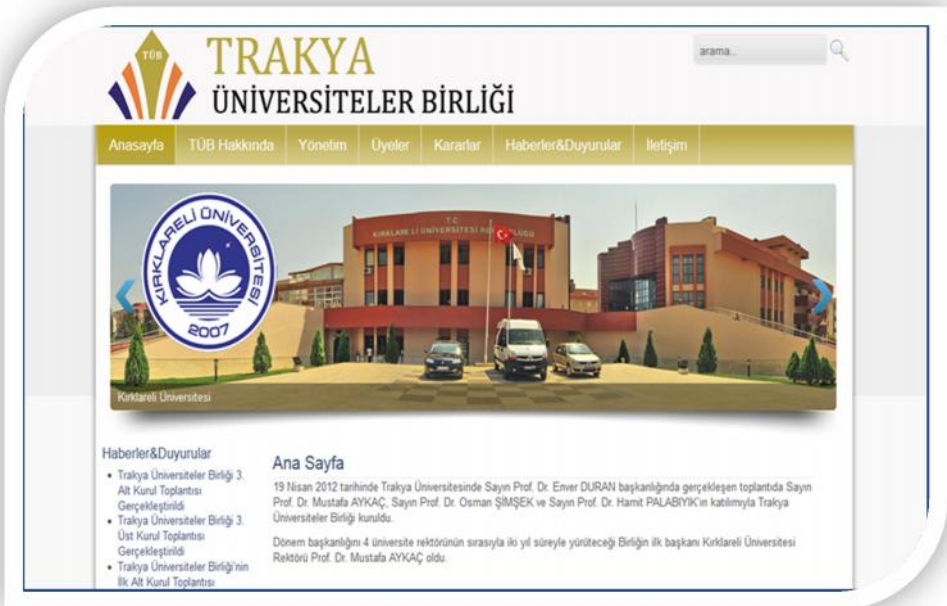 TÜB
TRAKYA
ÜNİVERSİTELER BİRLİĞİ
arama...
Anasayfa
TÜB Hakkında
Yönetim
Üyeler
Kararlar
Haberler&Duyurular
İletişim
KIRKLARELİ ÜNİVERSİTESİ
2007
T.C.
KIRKLARELİ ÜNİVERSİTESİ REKTÖRLÜĞÜ
Kırklareli Üniversitesi
Haberler&Duyurular
Trakya Üniversiteler Birliği 3.
Alt Kurul Toplantısı
Gerçekleştirildi
Trakya Üniversiteler Birliği 3.
Üst Kurul Toplantısı
Gerçekleştirildi
Trakya Üniversiteler Birliği'nin
İlk Alt Kurul Toplantısı
Ana Sayfa
19 Nisan 2012 tarihinde Trakya Üniversitesinde Sayın Prof. Dr. Enver DURAN başkanlığında gerçekleşen toplantıda Sayın
Prof. Dr. Mustafa AYKAÇ, Sayın Prof. Dr. Osman ŞİMŞEK ve Sayın Prof. Dr. Hamit PALABIYIK'ın katılımıyla Trakya
Üniversiteler Birliği kuruldu.
Dönem başkanlığını 4 üniversite rektörünün sırasıyla iki yıl süreyle yürüteceği Birliğin ilk başkanı Kırklareli Üniversitesi
Rektörü Prof. Dr. Mustafa AYKAÇ oldu.